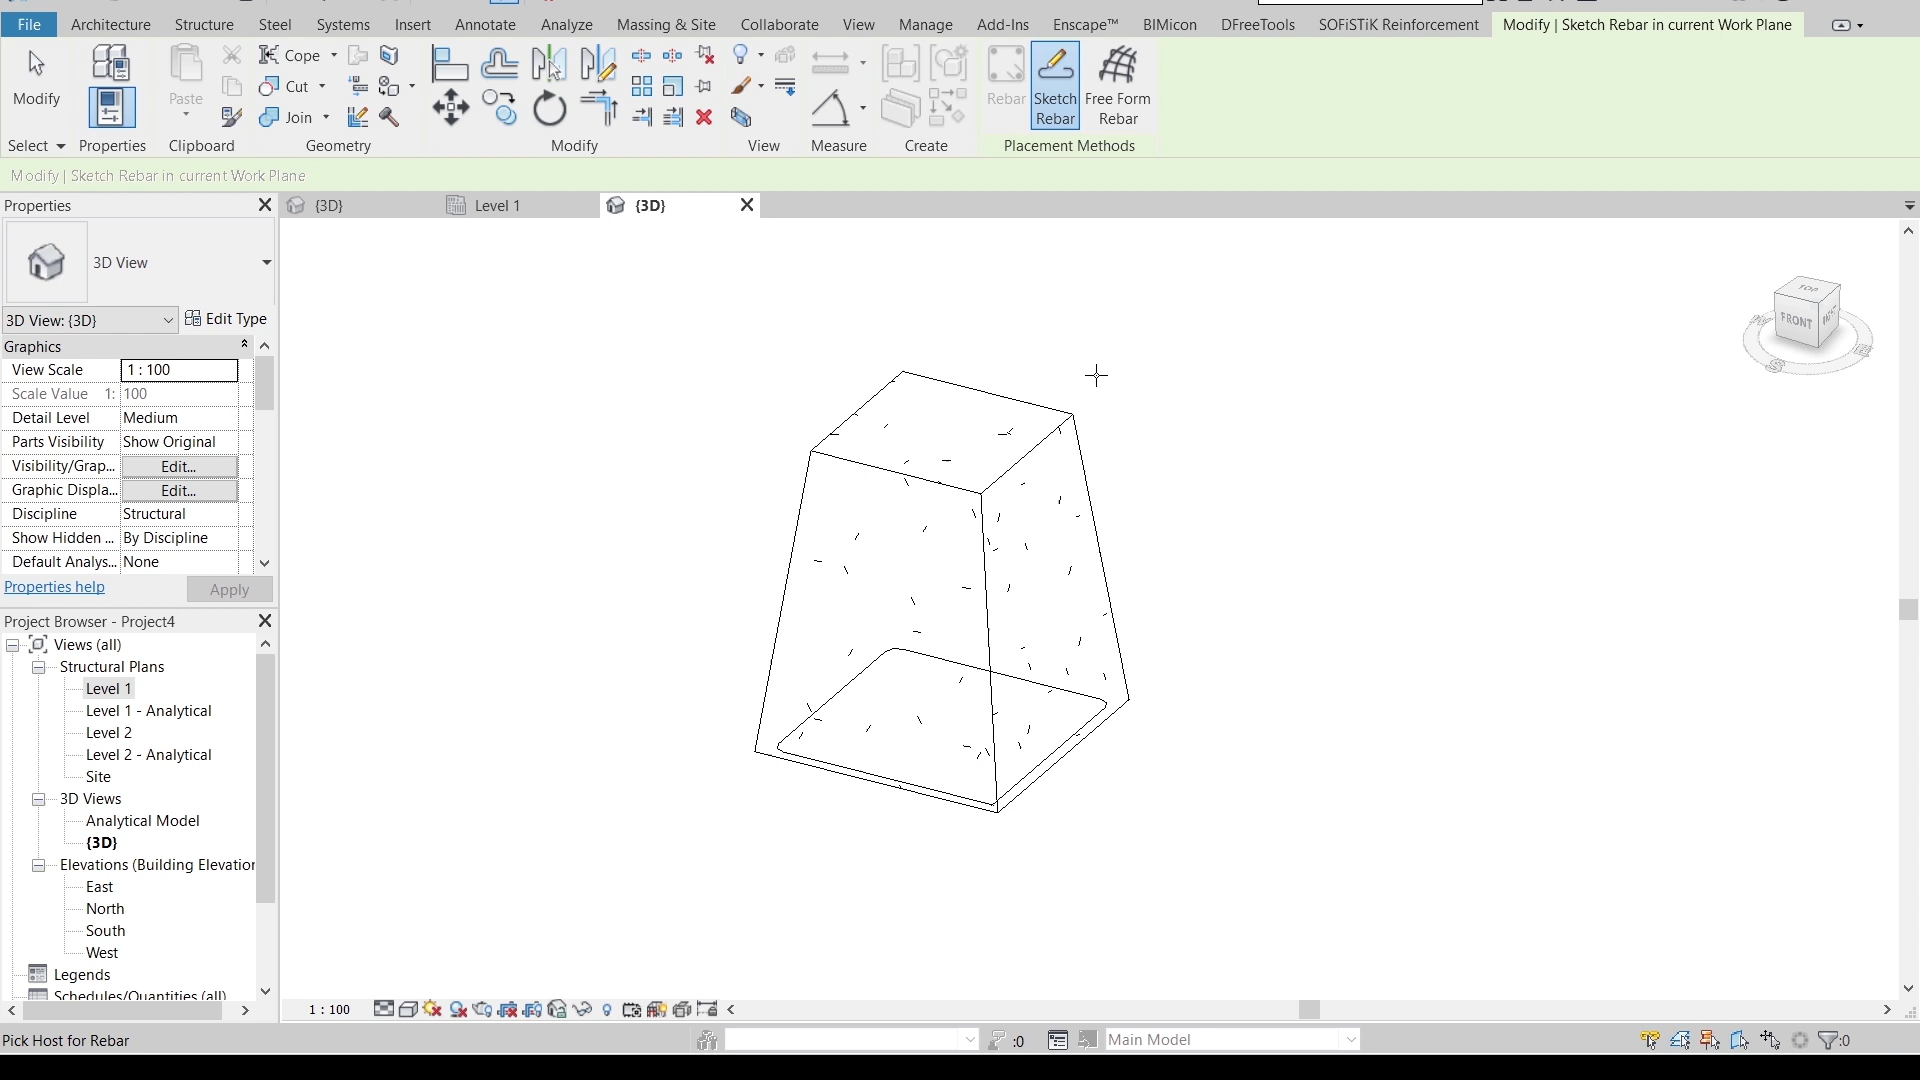 File Architecture Structure Steel Systems Insert Annotate Analyze Massing & Site Collaborate View Manage Add-Ins Enscape™ BIMicon DFreeTools SOFiSTiK Reinforcement Modify | Sketch Rebar in current Work Plane
Modify
Paste
Cope
Cut
Join
Rebar
Sketch Rebar
Free Form Rebar
Select Properties Clipboard Geometry Modify View Measure Create Placement Methods
Modify | Sketch Rebar in current Work Plane
Properties
{3D}
Level 1
{3D}
3D View
3D View: {3D}
Edit Type
Graphics
View Scale 1 : 100
Scale Value 1: 100
Detail Level Medium
Parts Visibility Show Original
Visibility/Grap... Edit...
Graphic Displa... Edit...
Discipline Structural
Show Hidden ... By Discipline
Default Analys... None
Properties help
Apply
Project Browser - Project4
Views (all)
Structural Plans
Level 1
Level 1 - Analytical
Level 2
Level 2 - Analytical
Site
3D Views
Analytical Model
{3D}
Elevations (Building Elevation
East
North
South
West
Legends
Schedules/Quantities (all)
TOP
FRONT
S
E
1 : 100
Pick Host for Rebar
:0
Main Model
:0